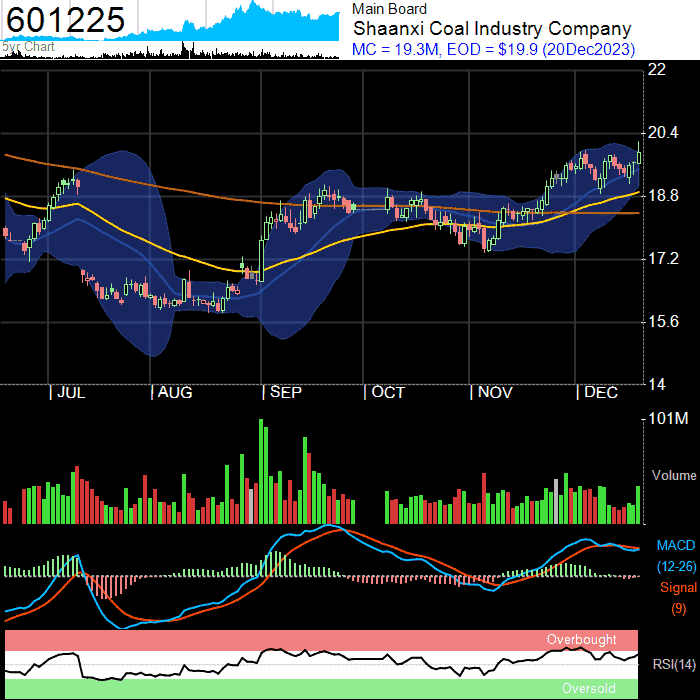 601225
5yr Chart
Main Board
Shaanxi Coal Industry Company
MC = 19.3M, EOD = $19.9 (20Dec2023)
22
20.4
18.8
17.2
15.6
14
| JUL | AUG | SEP | OCT | NOV | DEC
101M
Volume
MACD
(12-26)
Signal
(9)
Overbought
RSI(14)
Oversold